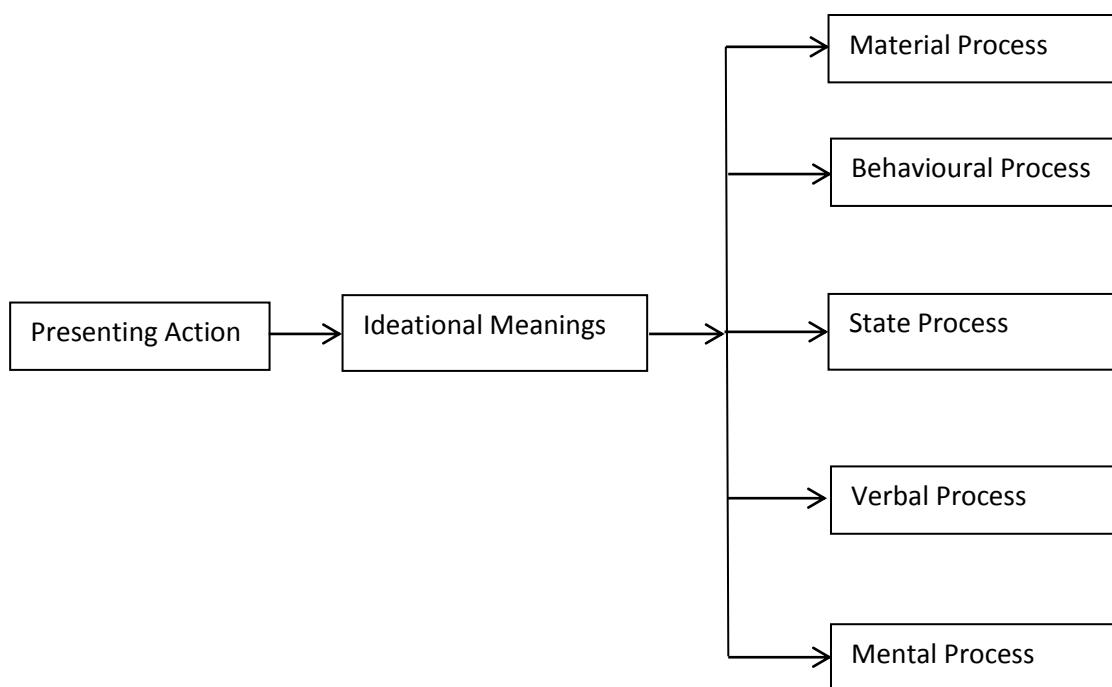 Material Process
Behavioural Process
Presenting Action
Ideational Meanings
State Process
Verbal Process
Mental Process